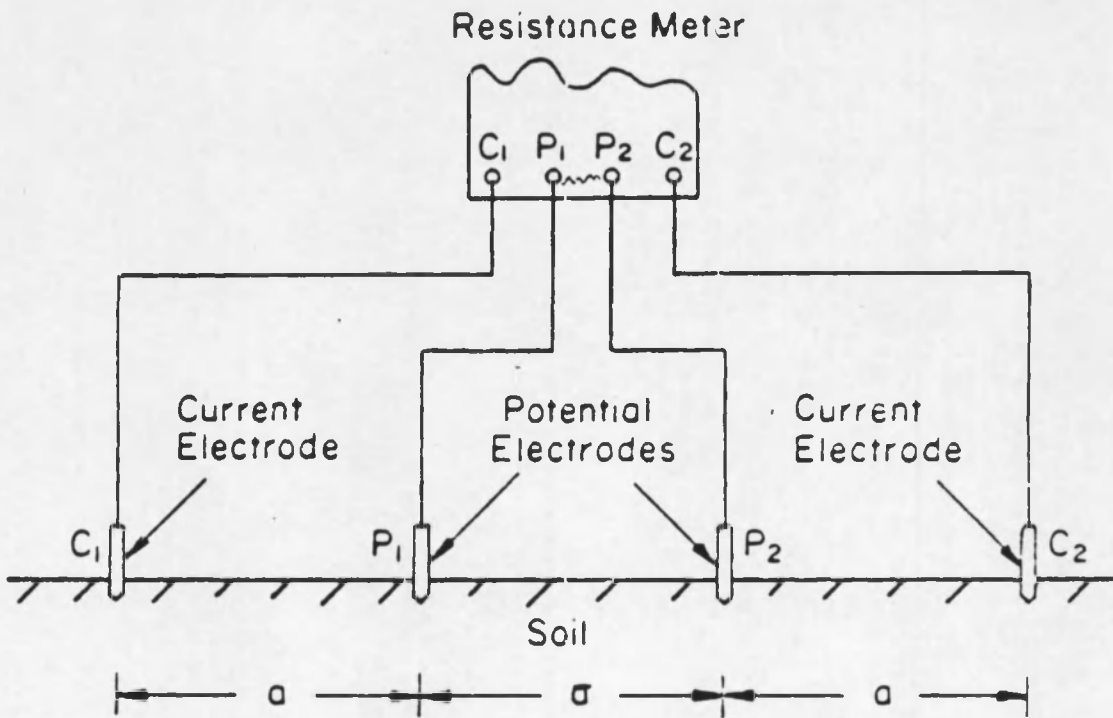 Resistance Meter
C1 P1 P2 C2
Current
Electrode
Potential
Electrodes
Current
Electrode
C1
P1
P2
C2
Soil
a
a
a